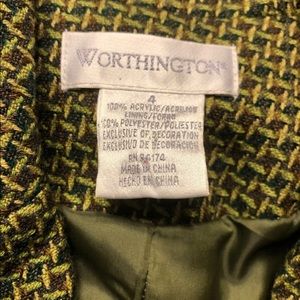 WORTHINGTON®
4
100% ACRYLIC/ACRILICO
LINING/FORRO
100% POLYESTER/POLIESTER
EXCLUSIVE OF DECORATION
EXCLUSIVO DE DECORACION
RN 94174
MADE IN CHINA
HECHO EN CHINA